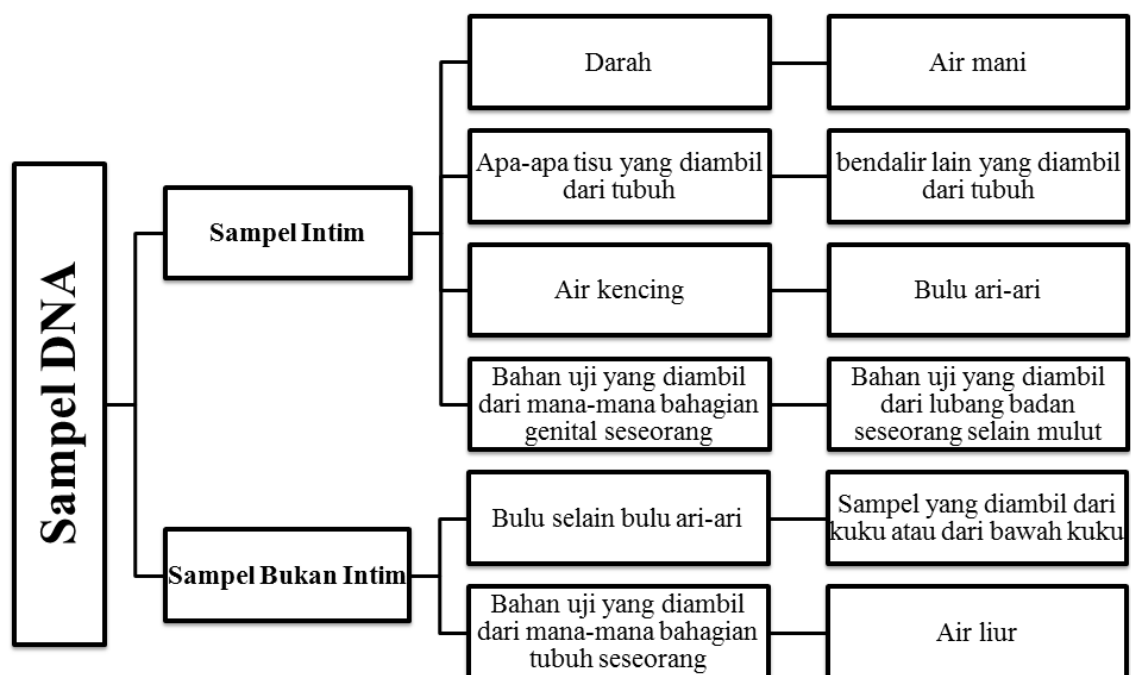 Sampel DNA
Sampel Intim
Darah
Air mani
Apa-apa tisu yang diambil
dari tubuh
bendalir lain yang diambil
dari tubuh
Air kencing
Bulu ari-ari
Bahan uji yang diambil
dari mana-mana bahagian
genital seseorang
Bahan uji yang diambil
dari lubang badan
seseorang selain mulut
Sampel Bukan Intim
Bulu selain bulu ari-ari
Sampel yang diambil dari
kuku atau dari bawah kuku
Bahan uji yang diambil
dari mana-mana bahagian
tubuh seseorang
Air liur